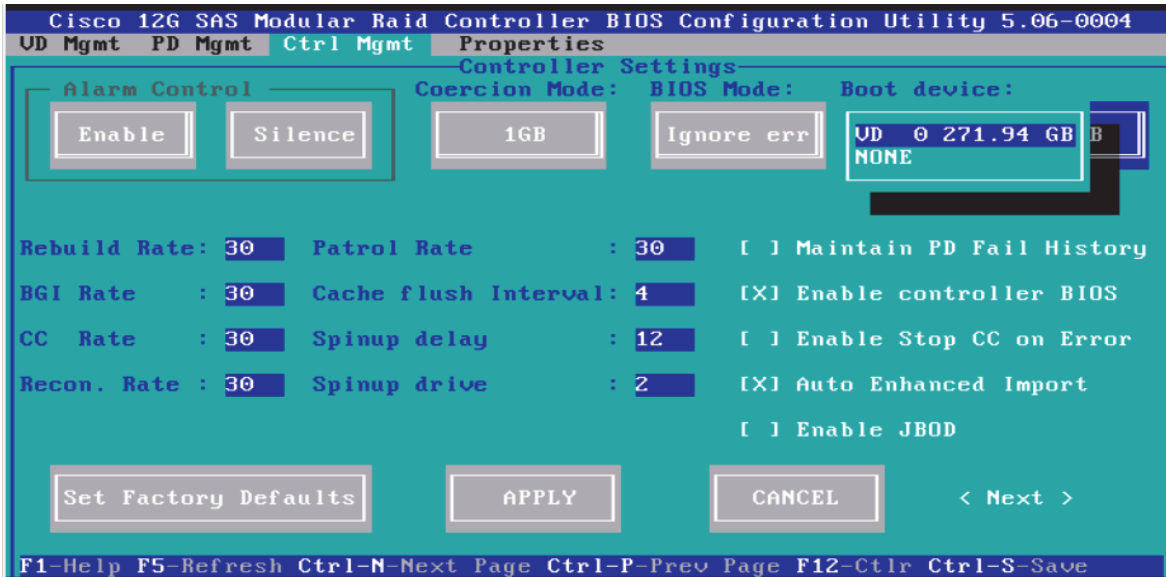 Cisco 12G SAS Modular Raid Controller BIOS Configuration Utility 5.06-0004
VD Mgmt PD Mgmt Ctrl Mgmt Properties
Controller Settings
Alarm Control Coercion Mode: BIOS Mode: Boot device:
Enable Silence 1GB Ignore err VD 0 271.94 GB B
NONE
Rebuild Rate: 30 Patrol Rate : 30 [ ] Maintain PD Fail History
BGI Rate : 30 Cache flush Interval: 4 [X] Enable controller BIOS
CC Rate : 30 Spinup delay : 12 [ ] Enable Stop CC on Error
Recon. Rate : 30 Spinup drive : 2 [X] Auto Enhanced Import
[ ] Enable JBOD
Set Factory Defaults APPLY CANCEL < Next >
F1-Help F5-Refresh Ctrl-N-Next Page Ctrl-P-Prev Page F12-Ctlr Ctrl-S-Save